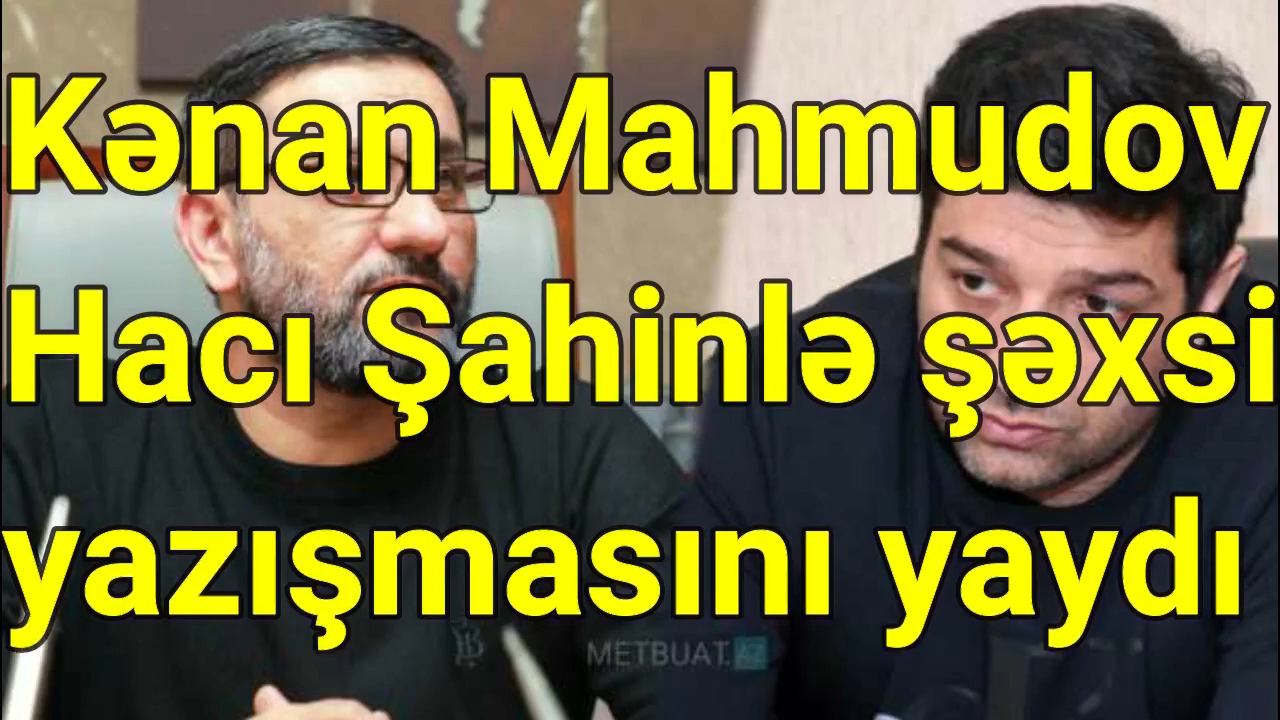 Kənan Mahmudov
Hacı Şahinlə şəxsi
yazışmasını yaydı
METBUAT.AZ